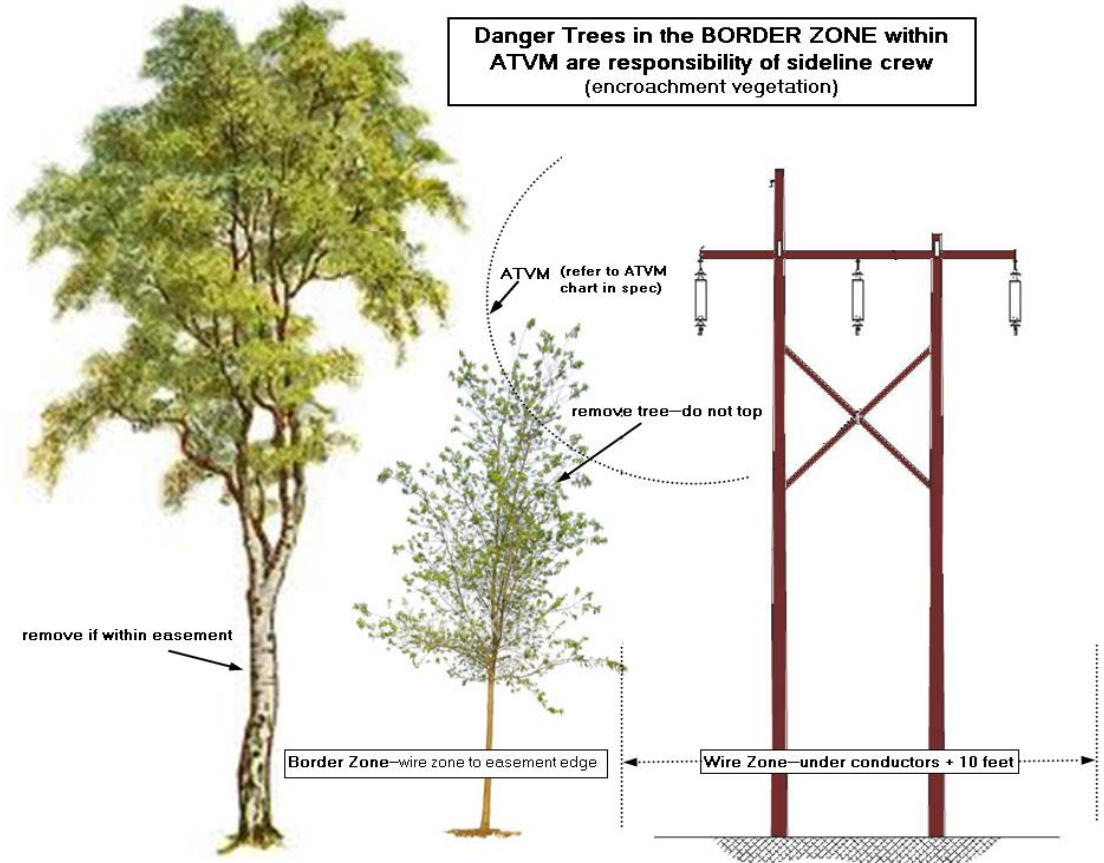 Danger Trees in the BORDER ZONE within
ATVM are responsibility of sideline crew
(encroachment vegetation)
ATVM (refer to ATVM
chart in spec)
remove tree—do not top
remove if within easement
Border Zone—wire zone to easement edge
Wire Zone—under conductors + 10 feet